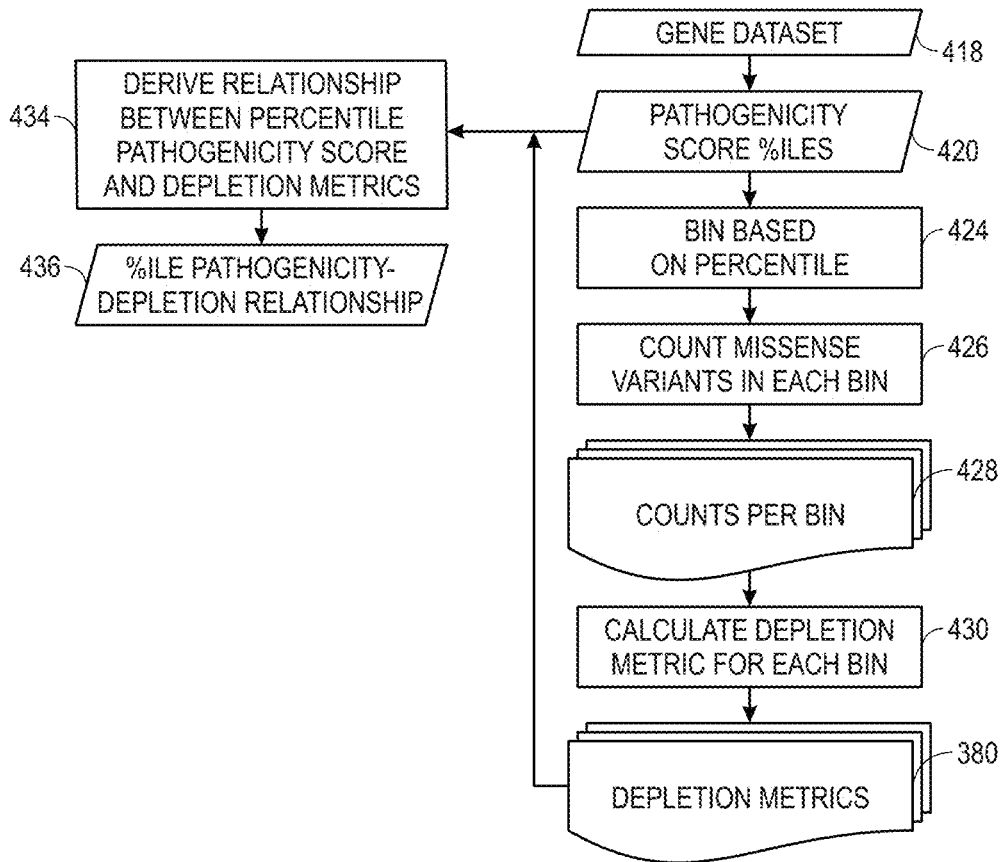 GENE DATASET
418
PATHOGENICITY
SCORE %ILES
420
BIN BASED
ON PERCENTILE
424
COUNT MISSENSE
VARIANTS IN EACH BIN
426
COUNTS PER BIN
428
CALCULATE DEPLETION
METRIC FOR EACH BIN
430
DEPLETION METRICS
380
434
DERIVE RELATIONSHIP
BETWEEN PERCENTILE
PATHOGENICITY SCORE
AND DEPLETION METRICS
436
%ILE PATHOGENICITY-
DEPLETION RELATIONSHIP